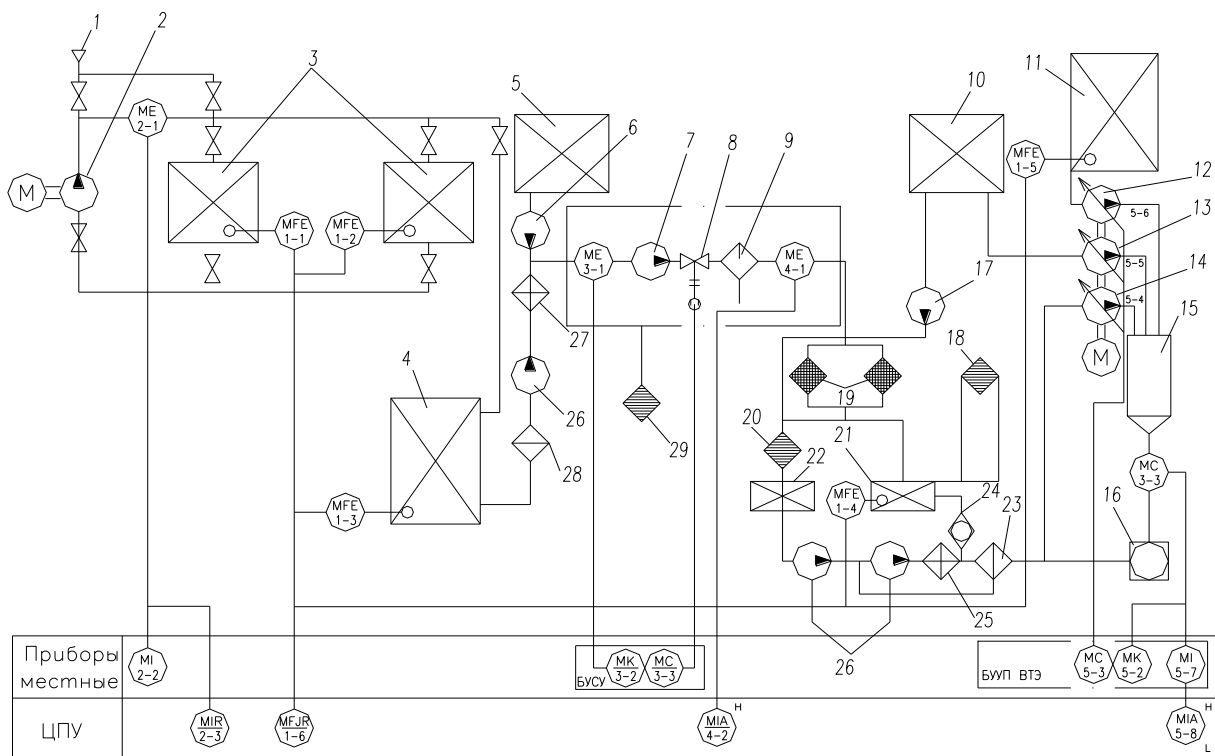 1
2
3
5
6
7
8
9
10
11
ME
2-1
M
MFE
1-1
MFE
1-2
ME
3-1
ME
4-1
MFE
1-5
12
5-6
13
5-5
14
5-4
15
M
17
18
27
4
26
19
20
21
22
28
29
MFE
1-3
MFE
1-4
24
23
MC
3-3
16
25
26
Приборы
местные
MI
2-2
БУСУ
MK
3-2
MC
3-3
БУУП ВТЭ
MC
5-3
MK
5-2
MI
5-7
ЦПУ
MIR
2-3
MFJR
1-6
MIA
4-2
H
MIA
5-8
H
L